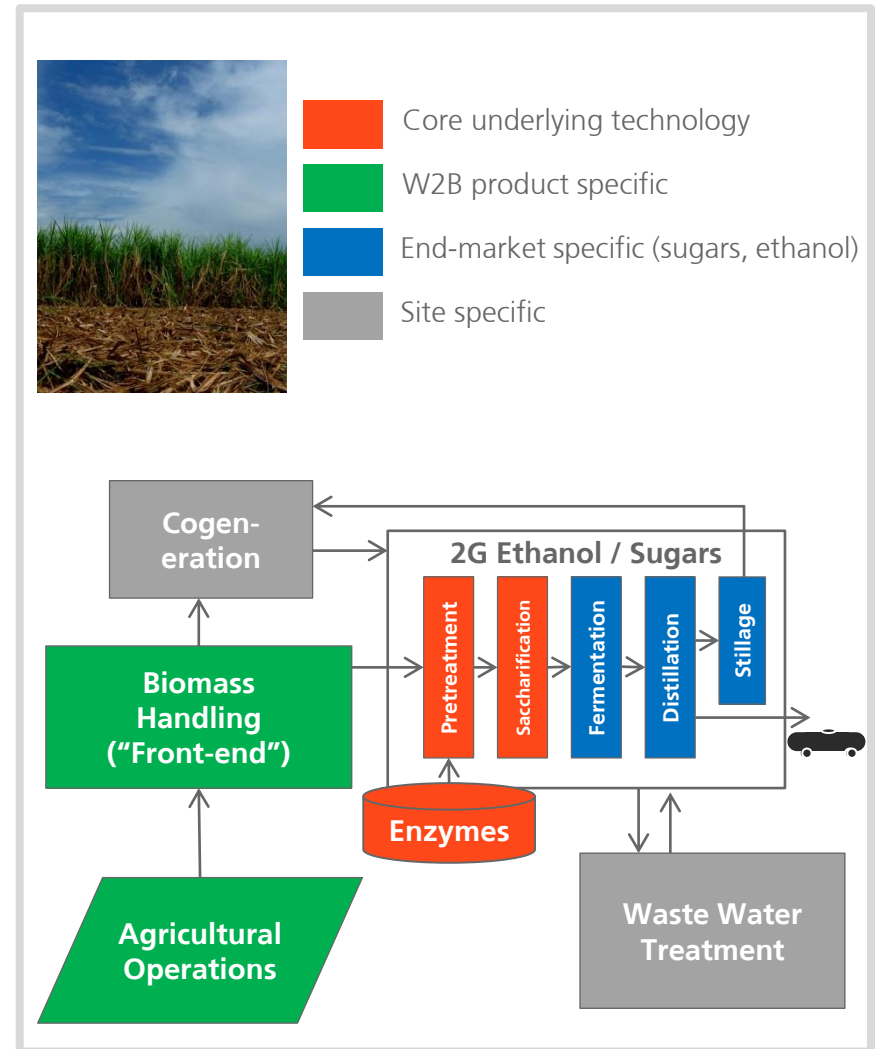 Core underlying technology
W2B product specific
End-market specific (sugars, ethanol)
Site specific
Cogen-
eration
2G Ethanol / Sugars
Pretreatment
Saccharification
Fermentation
Distillation
Stillage
Biomass
Handling
(“Front-end”)
Enzymes
Agricultural
Operations
Waste Water
Treatment